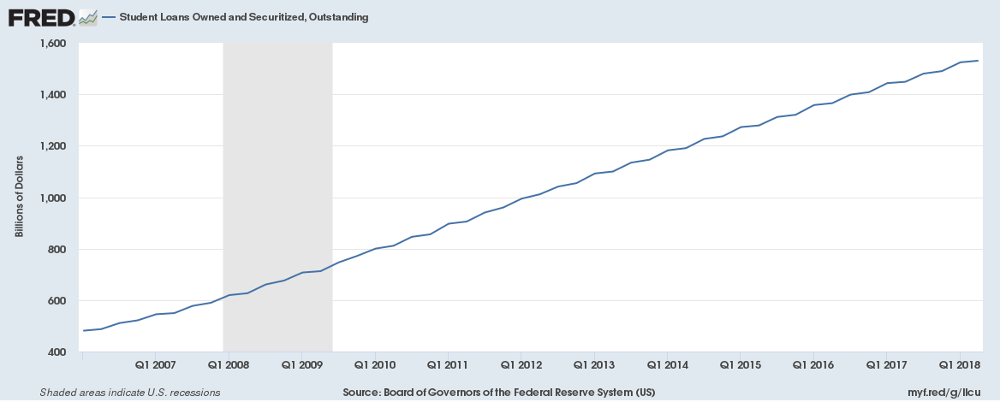 FRED
Student Loans Owned and Securitized, Outstanding
1,600
1,400
1,200
1,000
800
600
400
Billions of Dollars
Q1 2007 Q1 2008 Q1 2009 Q1 2010 Q1 2011 Q1 2012 Q1 2013 Q1 2014 Q1 2015 Q1 2016 Q1 2017 Q1 2018
Shaded areas indicate U.S. recessions
Source: Board of Governors of the Federal Reserve System (US)
myf.red/g/llcu